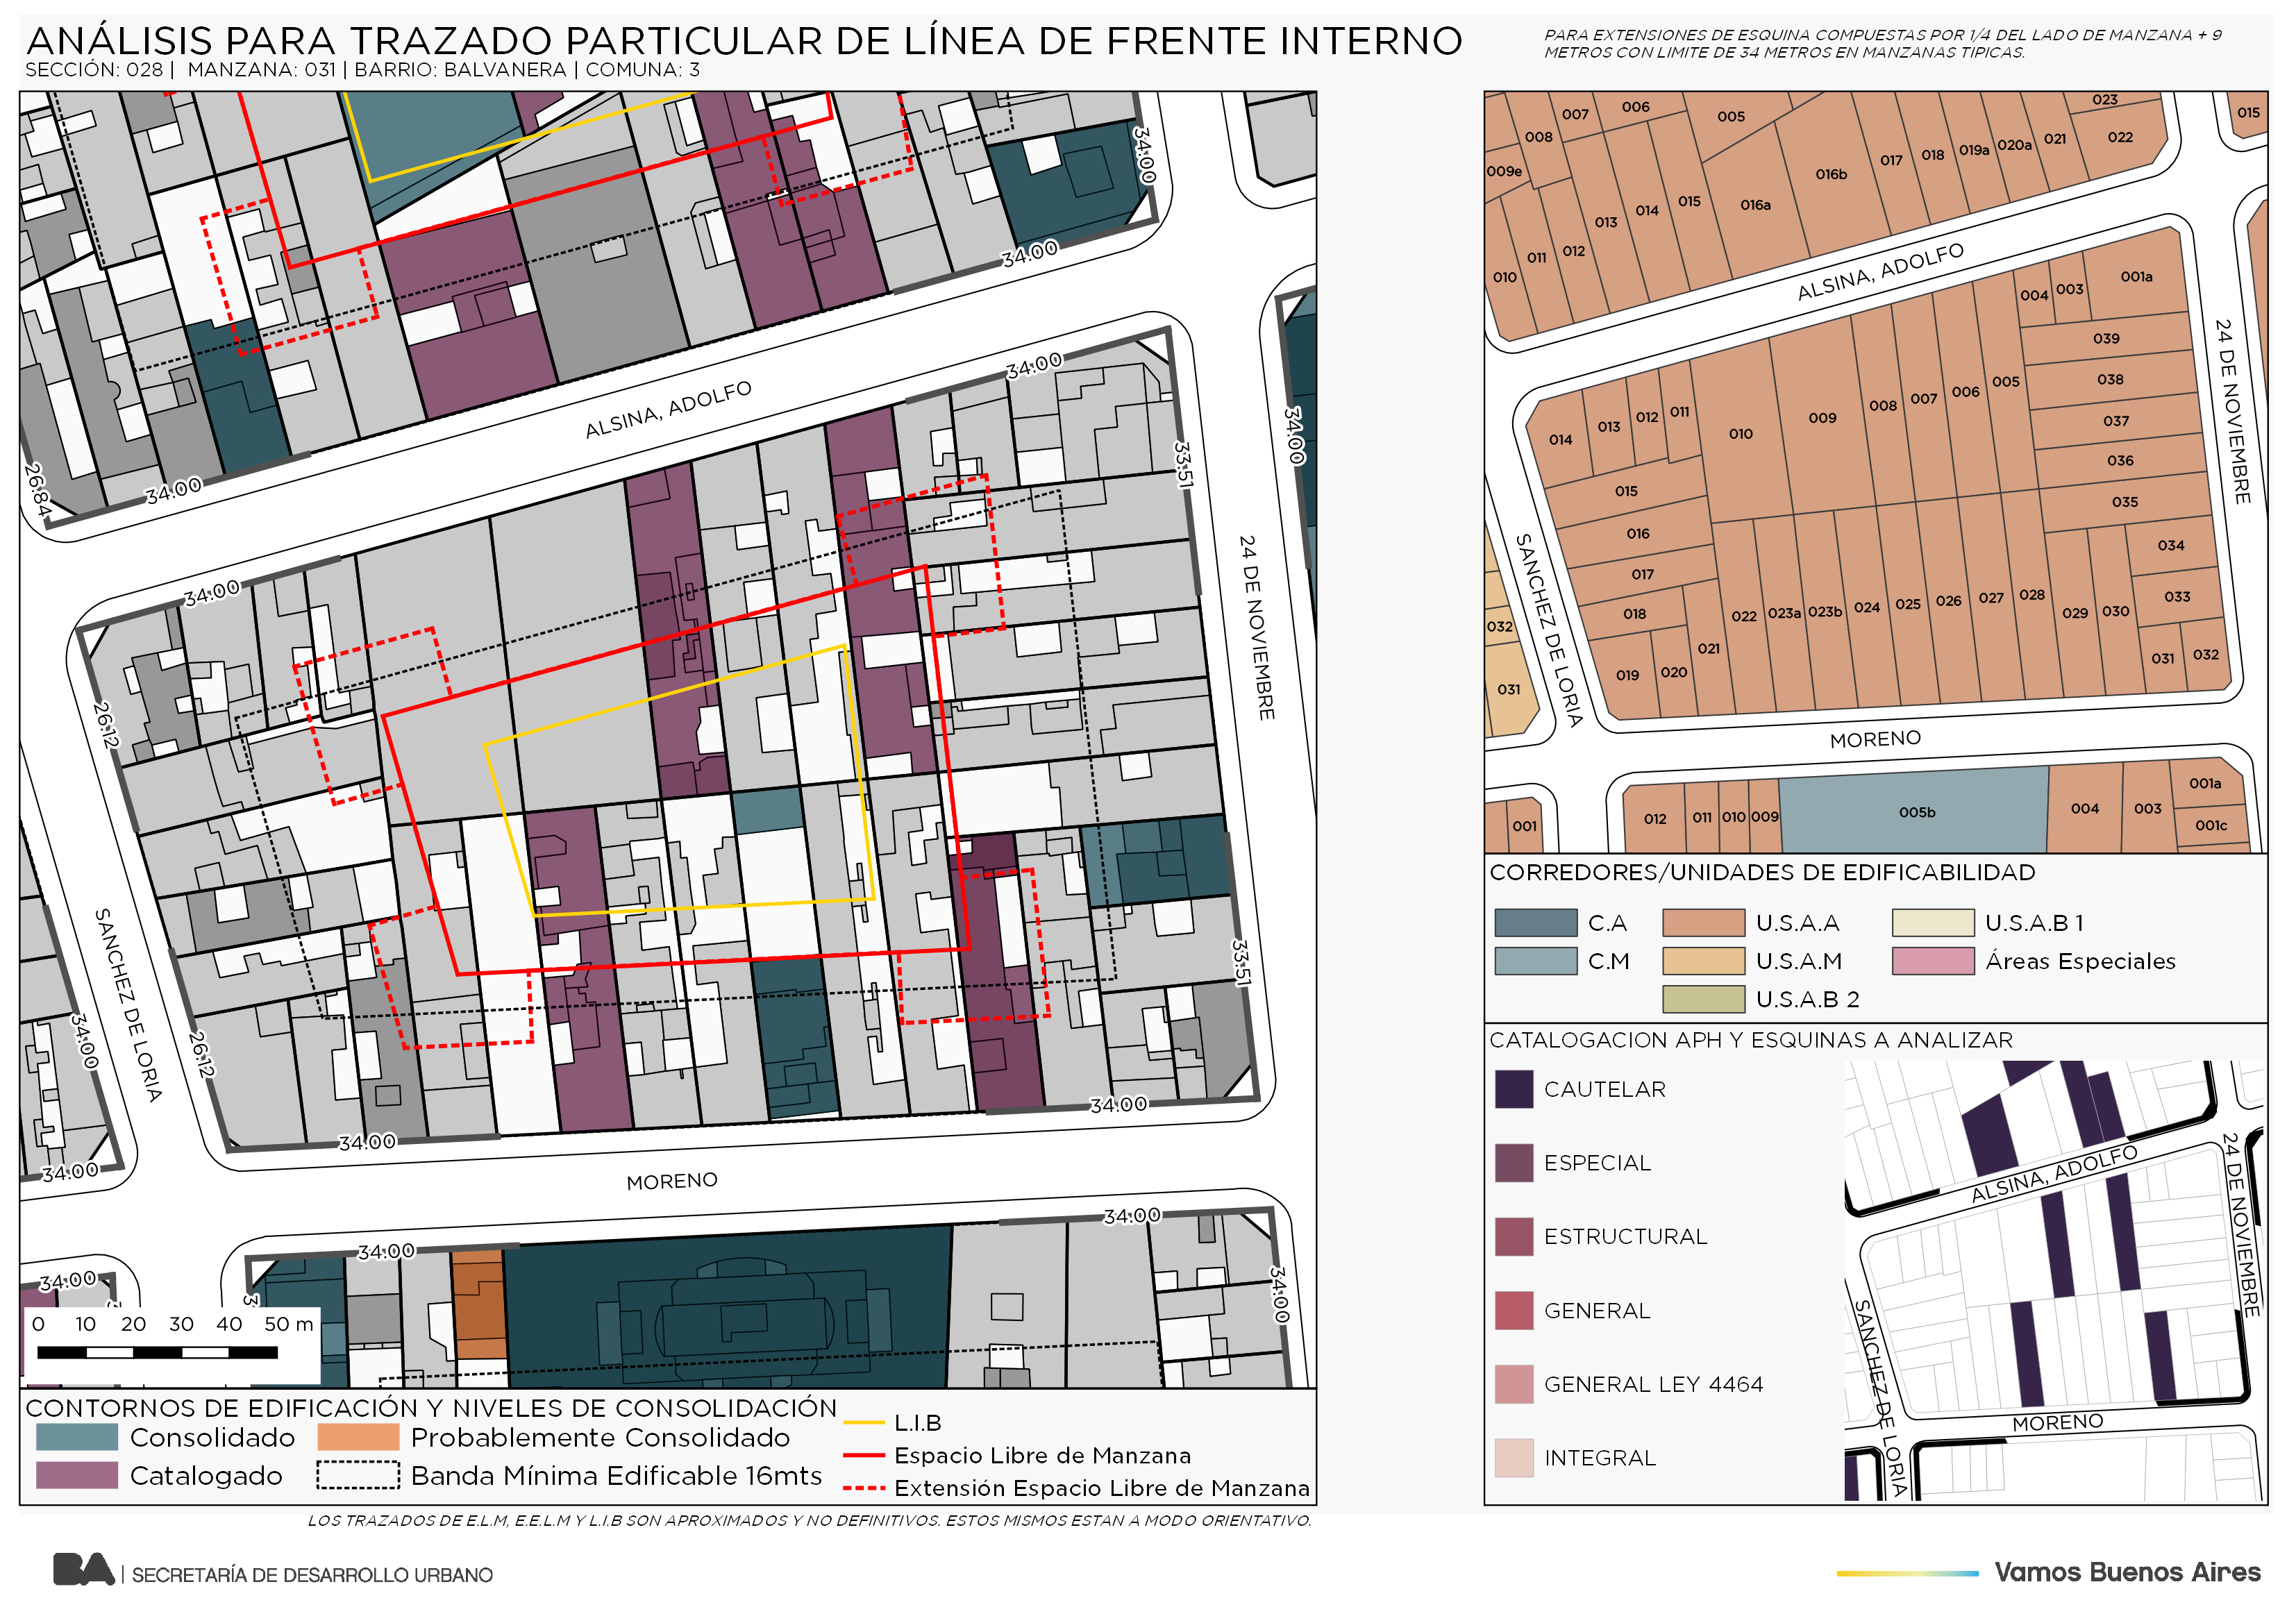 ANÁLISIS PARA TRAZADO PARTICULAR DE LÍNEA DE FRENTE INTERNO
SECCIÓN: 028 | MANZANA: 031 | BARRIO: BALVANERA | COMUNA: 3
PARA EXTENSIONES DE ESQUINA COMPUESTAS POR 1/4 DEL LADO DE MANZANA + 9
METROS CON LIMITE DE 34 METROS EN MANZANAS TIPICAS.
34.00
34.00
26.84
34.00
ALSINA, ADOLFO
34.00
34.00
33.51
34.00
24 DE NOVIEMBRE
26.12
SANCHEZ DE LORIA
34.00
26.12
33.51
34.00
34.00
34.00
MORENO
34.00
34.00
34.00
34.00
0 10 20 30 40 50 m
CONTORNOS DE EDIFICACIÓN Y NIVELES DE CONSOLIDACIÓN
Consolidado
Probablemente Consolidado
Catalogado
Banda Mínima Edificable 16mts
L.I.B
Espacio Libre de Manzana
Extensión Espacio Libre de Manzana
LOS TRAZADOS DE E.L.M, E.E.L.M Y L.I.B SON APROXIMADOS Y NO DEFINITIVOS. ESTOS MISMOS ESTAN A MODO ORIENTATIVO.
007 006 005 023 015
008 022
009e 016b 017 018 019a 020a 021
010 011 012 013 014 015 016a
ALSINA, ADOLFO
004 003 001a
039
038
037
036
035
034
033
031 032
014 013 012 011 010 009 008 007 006 005
015
016
017
018
019 020 021 022 023a 023b 024 025 026 027 028 029 030
24 DE NOVIEMBRE
SANCHEZ DE LORIA
032
031
MORENO
001 012 011 010 009 005b 004 003 001a
001c
CORREDORES/UNIDADES DE EDIFICABILIDAD
C.A
U.S.A.A
U.S.A.B 1
C.M
U.S.A.M
Áreas Especiales
U.S.A.B 2
CATALOGACION APH Y ESQUINAS A ANALIZAR
CAUTELAR
ESPECIAL
ESTRUCTURAL
GENERAL
GENERAL LEY 4464
INTEGRAL
ALSINA, ADOLFO
24 DE NOVIEMBRE
SANCHEZ DE LORIA
MORENO
BA | SECRETARÍA DE DESARROLLO URBANO
Vamos Buenos Aires